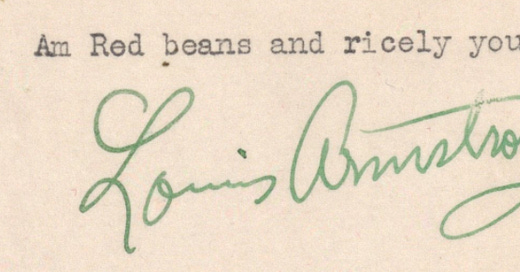 Am Red beans and ricely you
Louis Armstro